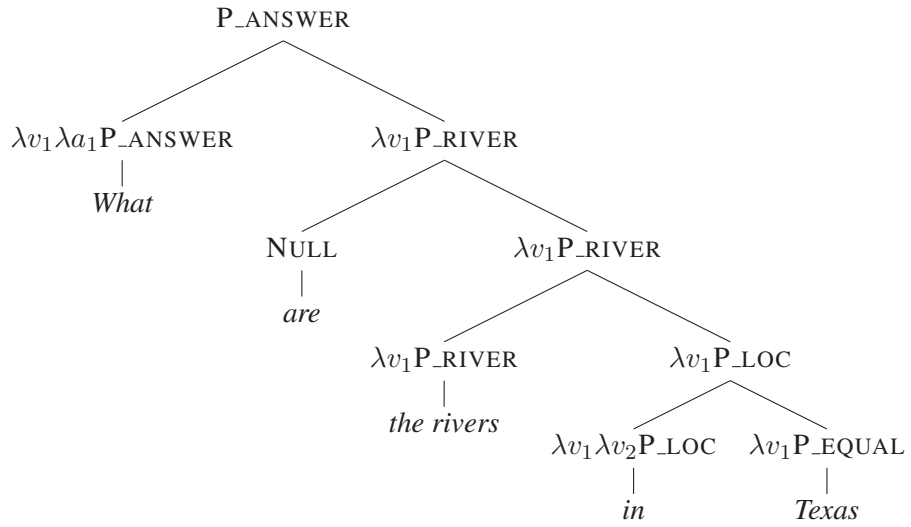 P_ANSWER
λv₁λa₁P_ANSWER λv₁P_RIVER
What
NULL λv₁P_RIVER
are
λv₁P_RIVER λv₁P_LOC
the rivers
λv₁λv₂P_LOC λv₁P_EQUAL
in Texas